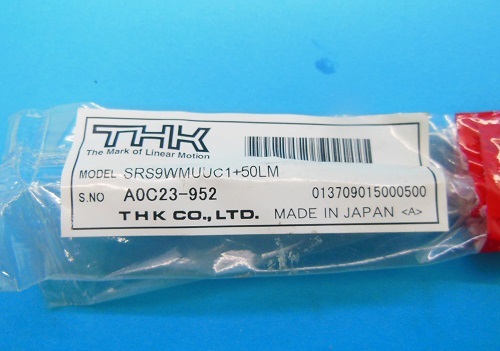 THK
The Mark of Linear Motion
MODEL SRS9WMUUC1+50LM
S.NO A0C23-952 013709015000500
THK CO., LTD. MADE IN JAPAN <A>